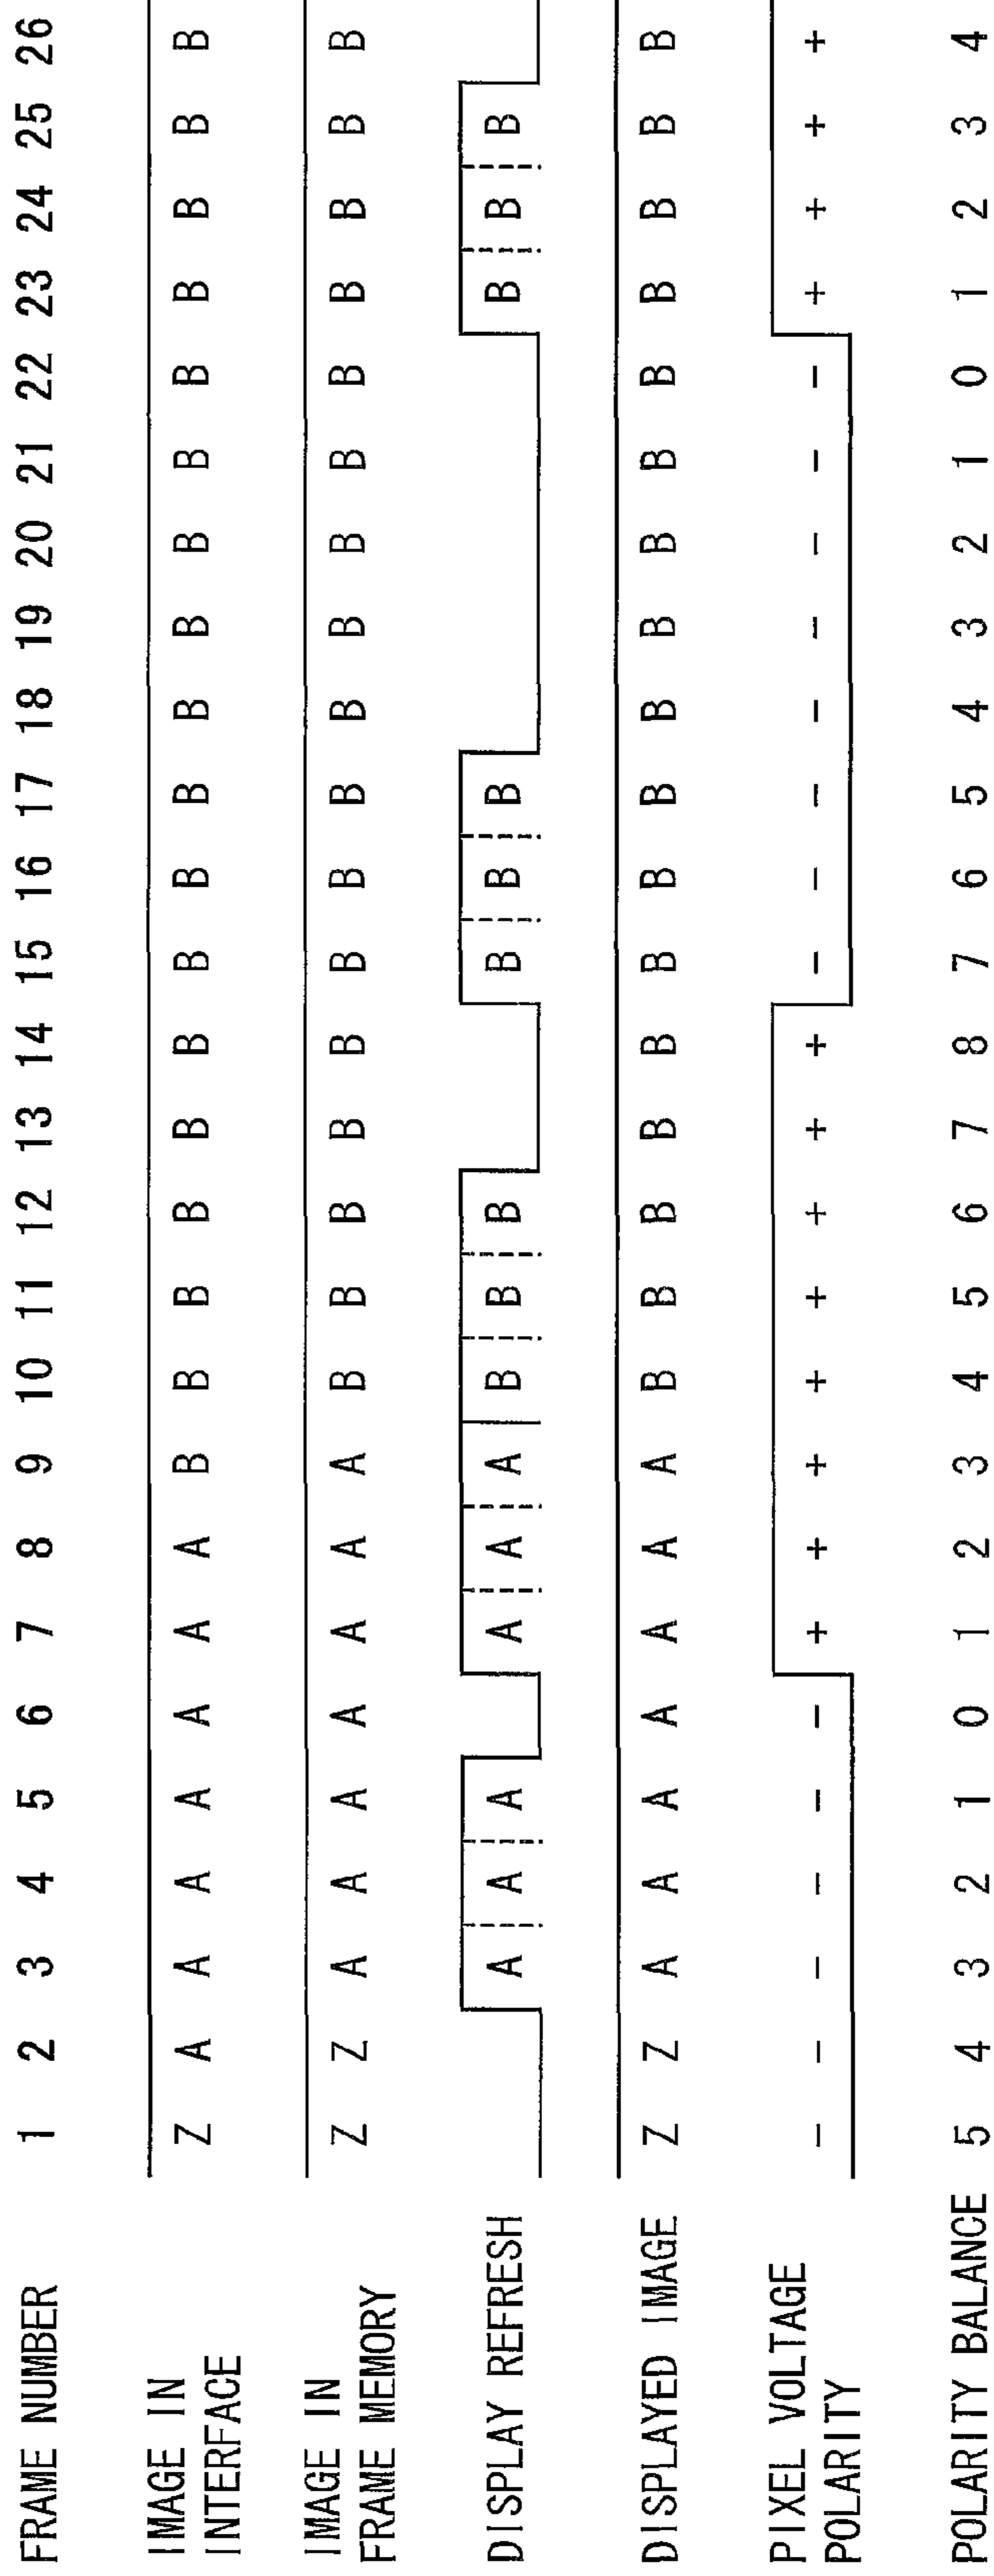 FRAME NUMBER 1 2 3 4 5 6 7 8 9 10 11 12 13 14 15 16 17 18 19 20 21 22 23 24 25 26
IMAGE IN
INTERFACE Z A A A A A A A B B B B B B B B B B B B B B B B B B
IMAGE IN
FRAME MEMORY Z Z A A A A A A A B B B B B B B B B B B B B B B B B
DISPLAY REFRESH A A A A A A B B B B B B B B B
DISPLAYED IMAGE Z Z A A A A A A A B B B B B B B B B B B B B B B B B
PIXEL VOLTAGE
POLARITY − − − − − − + + + + + + + + − − − − − − − − + + + +
POLARITY BALANCE 5 4 3 2 1 0 1 2 3 4 5 6 7 8 7 6 5 4 3 2 1 0 1 2 3 4